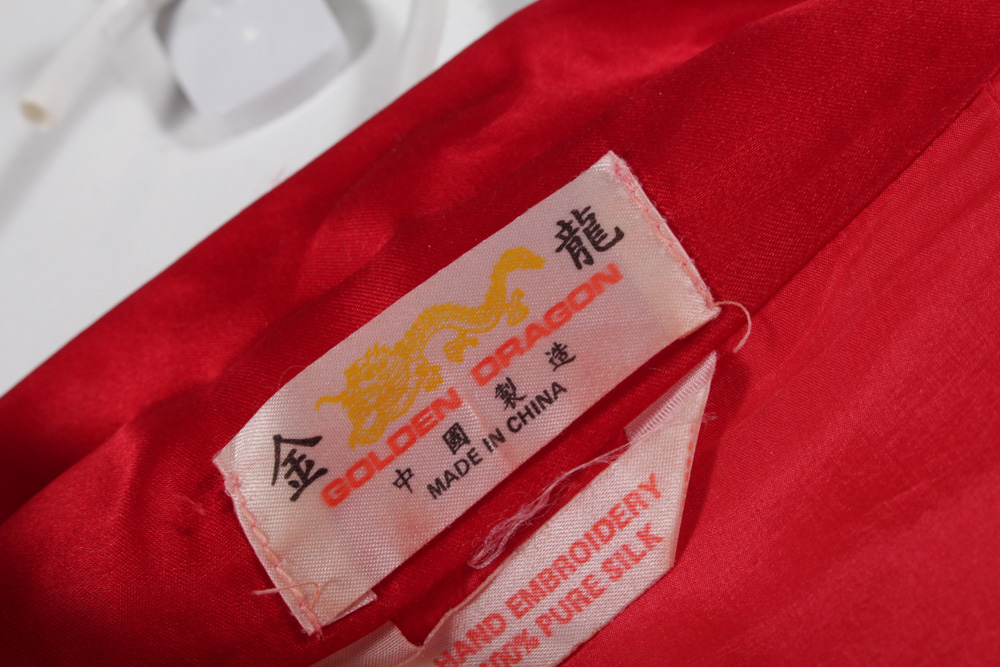 金 龍
GOLDEN DRAGON
中 國 製 造
MADE IN CHINA
HAND EMBROIDERY
100% PURE SILK